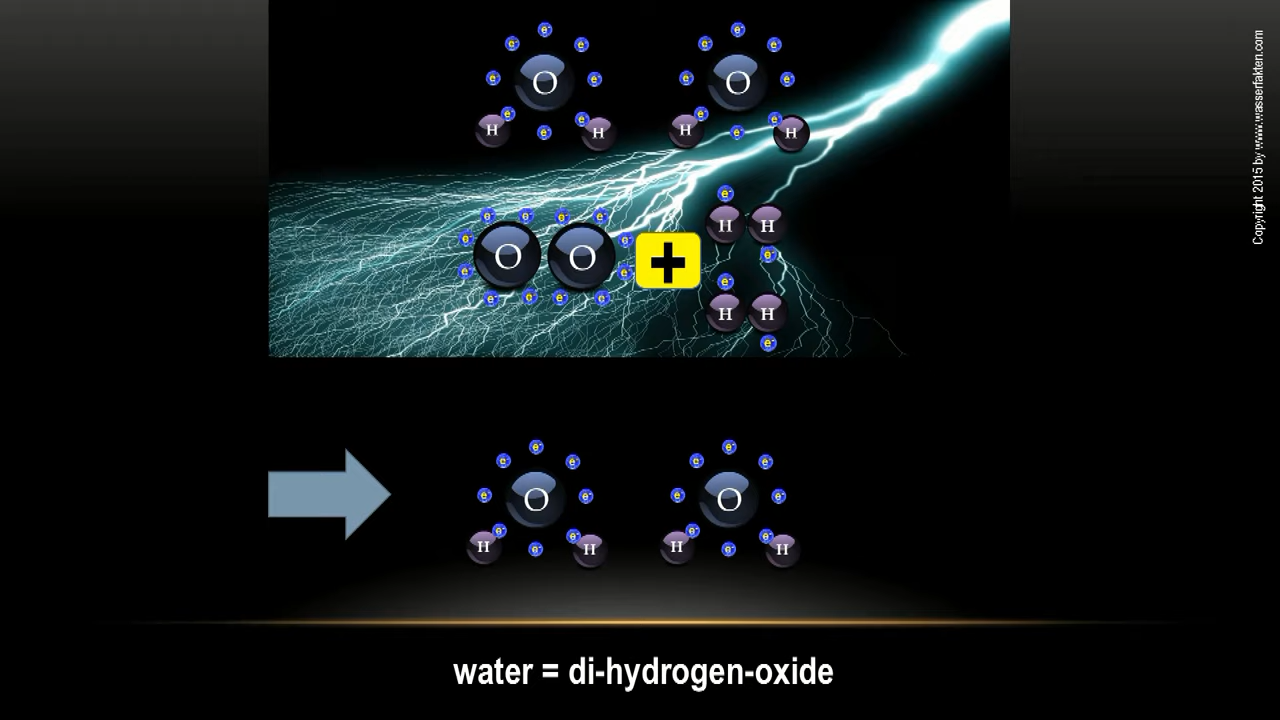 e⁻ e⁻
e⁻ e⁻ e⁻ e⁻
e⁻ O e⁻ e⁻ O e⁻
e⁻ e⁻ e⁻ e⁻
H e⁻ H H e⁻ H
e⁻
e⁻ e⁻ e⁻ e⁻
H H
e⁻ e⁻
O O + e⁻
e⁻ e⁻ e⁻
H H
e⁻ e⁻ e⁻ e⁻
e⁻
e⁻ e⁻
e⁻ e⁻ e⁻ e⁻
e⁻ O e⁻ e⁻ O e⁻
e⁻ e⁻ e⁻ e⁻
H e⁻ H H e⁻ H
water = di-hydrogen-oxide
Copyright 2015 by www.wasserfakten.com